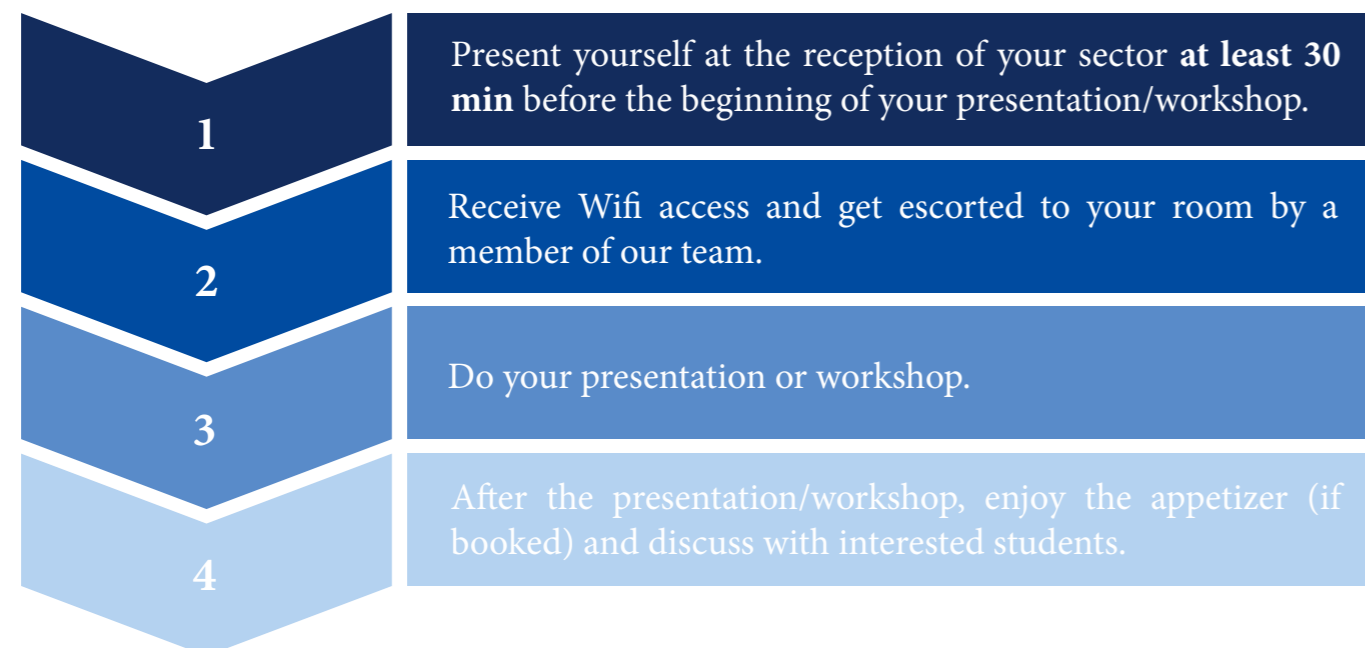 1
Present yourself at the reception of your sector at least 30
min before the beginning of your presentation/workshop.
2
Receive Wifi access and get escorted to your room by a
member of our team.
3
Do your presentation or workshop.
4
After the presentation/workshop, enjoy the appetizer (if
booked) and discuss with interested students.